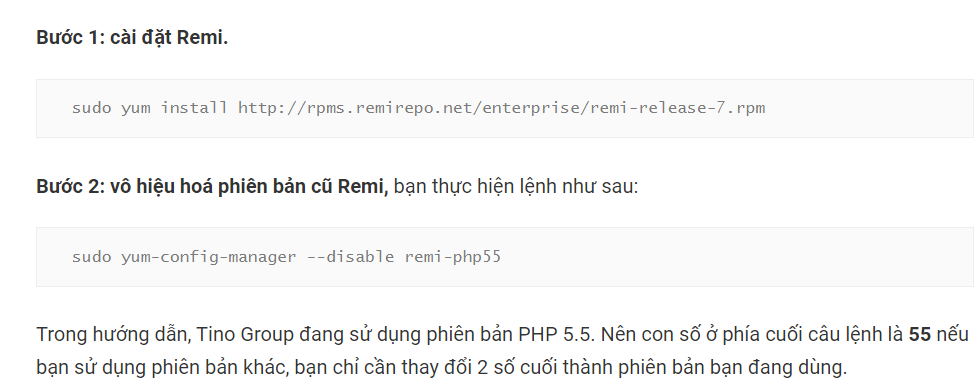 Bước 1: cài đặt Remi.
sudo yum install http://rpms.remirepo.net/enterprise/remi-release-7.rpm
Bước 2: vô hiệu hoá phiên bản cũ Remi, bạn thực hiện lệnh như sau:
sudo yum-config-manager --disable remi-php55
Trong hướng dẫn, Tino Group đang sử dụng phiên bản PHP 5.5. Nên con số ở phía cuối câu lệnh là 55 nếu
bạn sử dụng phiên bản khác, bạn chỉ cần thay đổi 2 số cuối thành phiên bản bạn đang dùng.